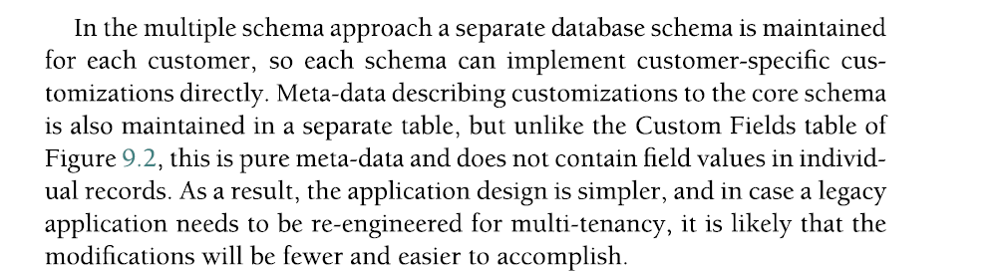 In the multiple schema approach a separate database schema is maintained
for each customer, so each schema can implement customer-specific cus-
tomizations directly. Meta-data describing customizations to the core schema
is also maintained in a separate table, but unlike the Custom Fields table of
Figure 9.2, this is pure meta-data and does not contain field values in individ-
ual records. As a result, the application design is simpler, and in case a legacy
application needs to be re-engineered for multi-tenancy, it is likely that the
modifications will be fewer and easier to accomplish.